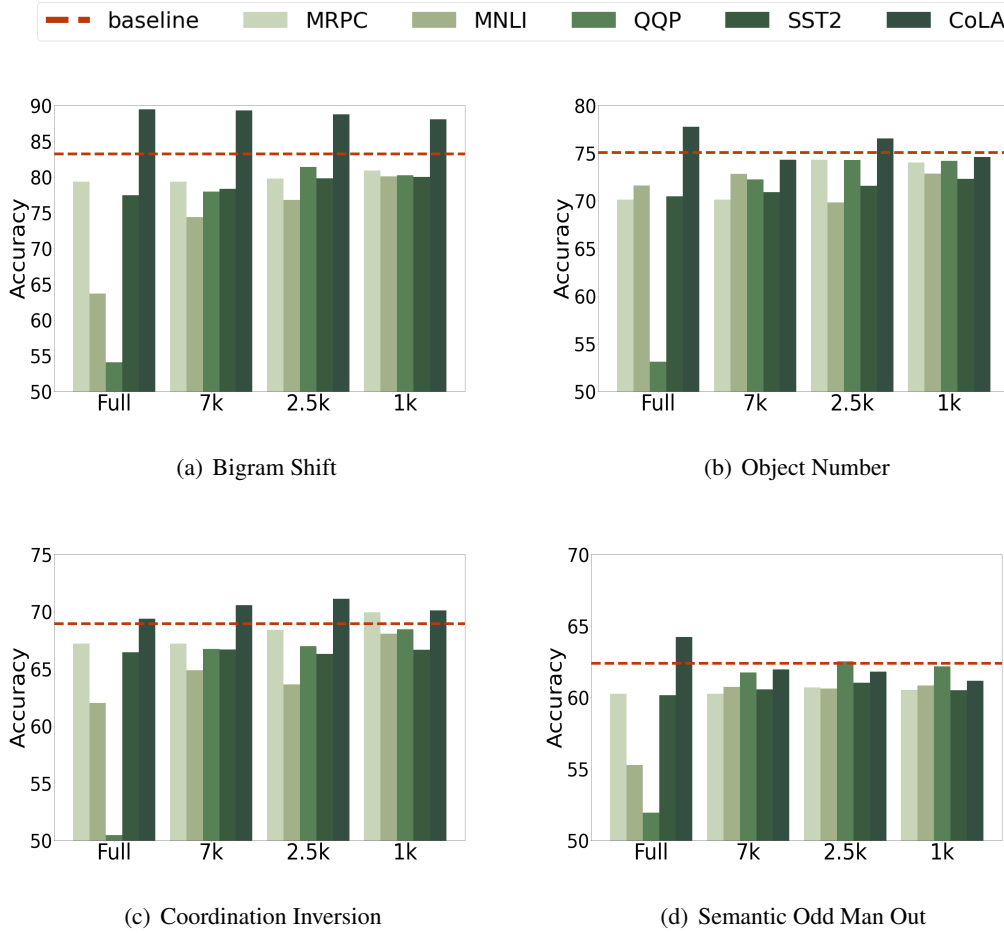 baseline MRPC MNLI QQP SST2 CoLA
90
85
80
75
70
65
60
55
50
Accuracy
Full 7k 2.5k 1k
(a) Bigram Shift
80
75
70
65
60
55
50
Accuracy
Full 7k 2.5k 1k
(b) Object Number
75
70
65
60
55
50
Accuracy
Full 7k 2.5k 1k
(c) Coordination Inversion
70
65
60
55
50
Accuracy
Full 7k 2.5k 1k
(d) Semantic Odd Man Out